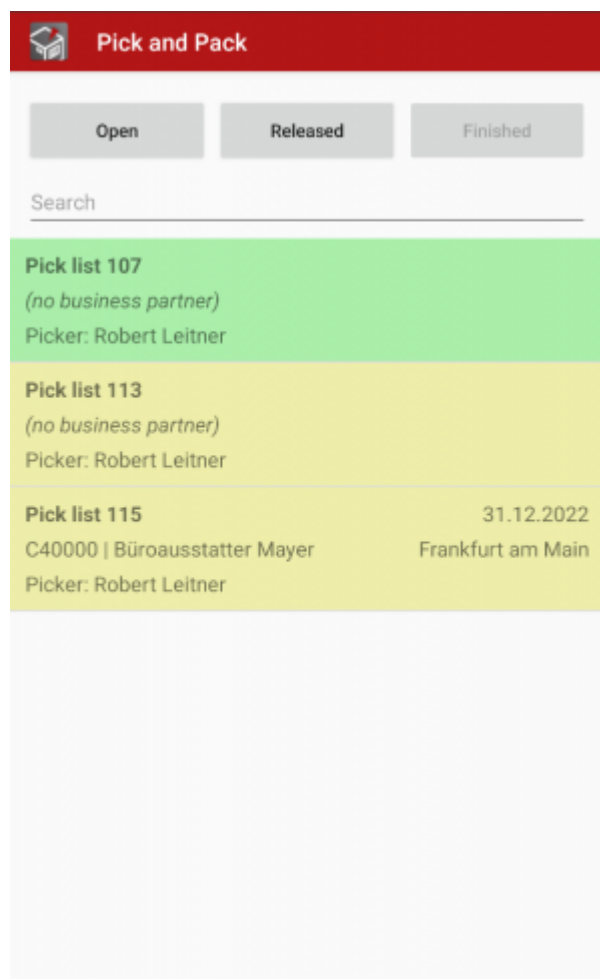 Pick and Pack
Open Released Finished
Search
Pick list 107
(no business partner)
Picker: Robert Leitner
Pick list 113
(no business partner)
Picker: Robert Leitner
Pick list 115 31.12.2022
C40000 | Büroausstatter Mayer Frankfurt am Main
Picker: Robert Leitner